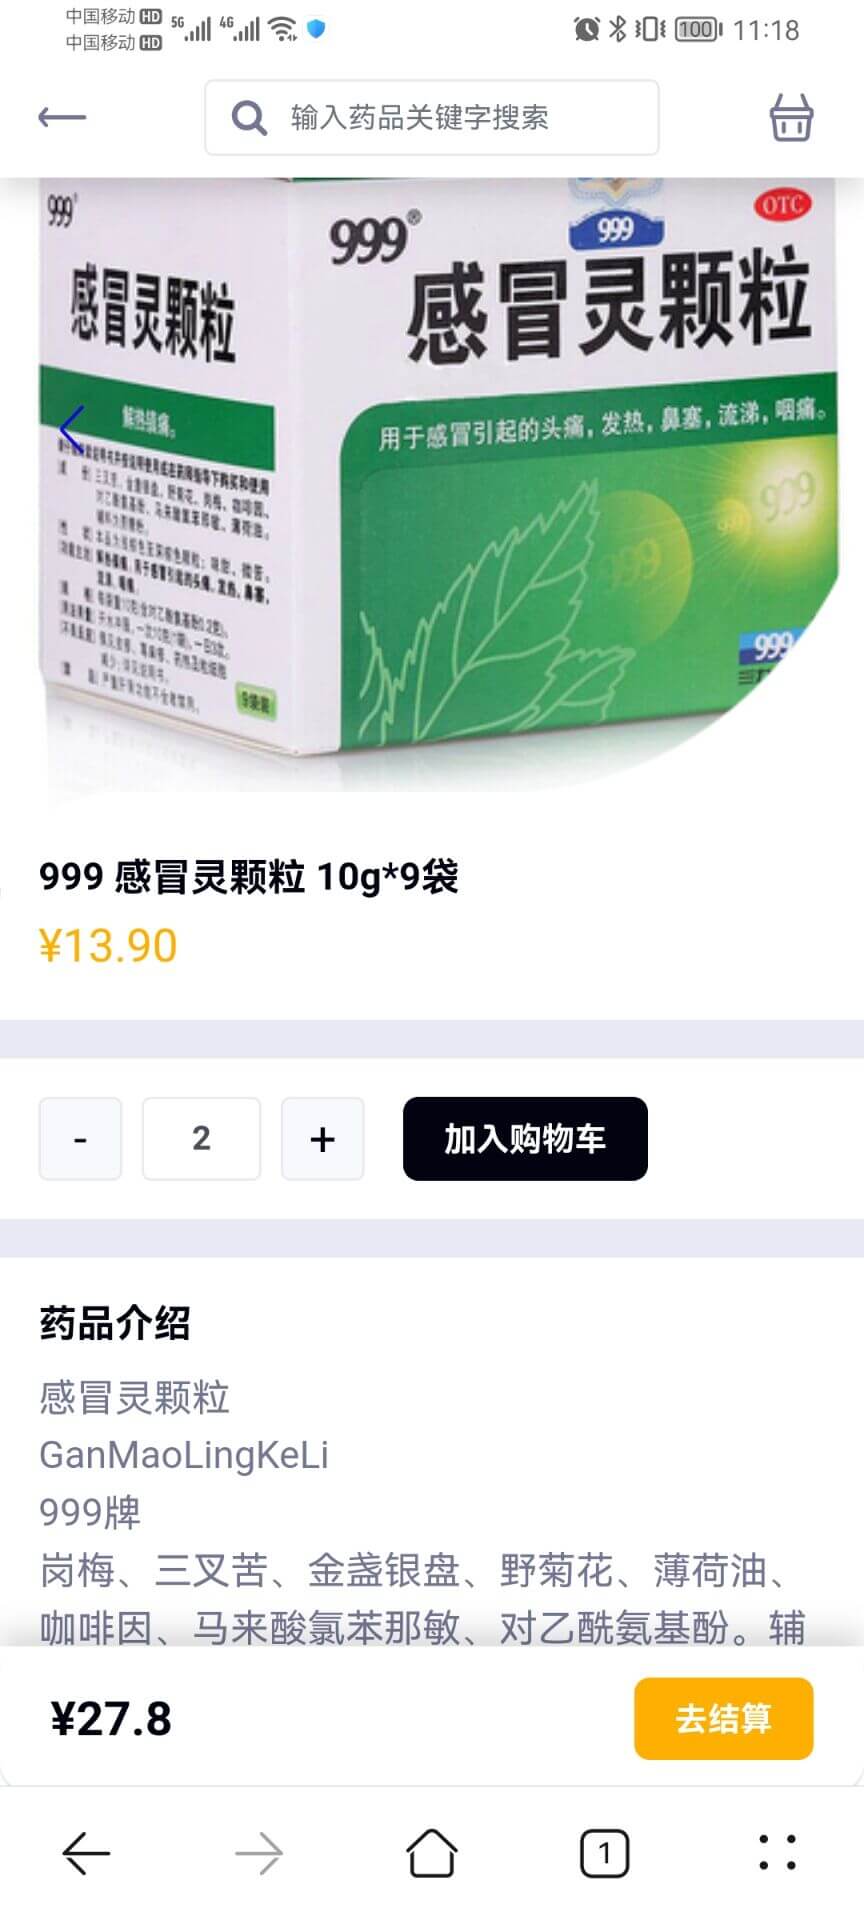 中国移动 HD 5G 4G 100 11:18
中国移动 HD
输入药品关键字搜索
999
感冒灵颗粒
解热镇痛。
9袋装
999®
999
OTC
感冒灵颗粒
用于感冒引起的头痛，发热，鼻塞，流涕，咽痛。
999
999
999
999
999 感冒灵颗粒 10g*9袋
¥13.90
- 2 + 加入购物车
药品介绍
感冒灵颗粒
GanMaoLingKeLi
999牌
岗梅、三叉苦、金盏银盘、野菊花、薄荷油、
咖啡因、马来酸氯苯那敏、对乙酰氨基酚。辅
¥27.8 去结算
1